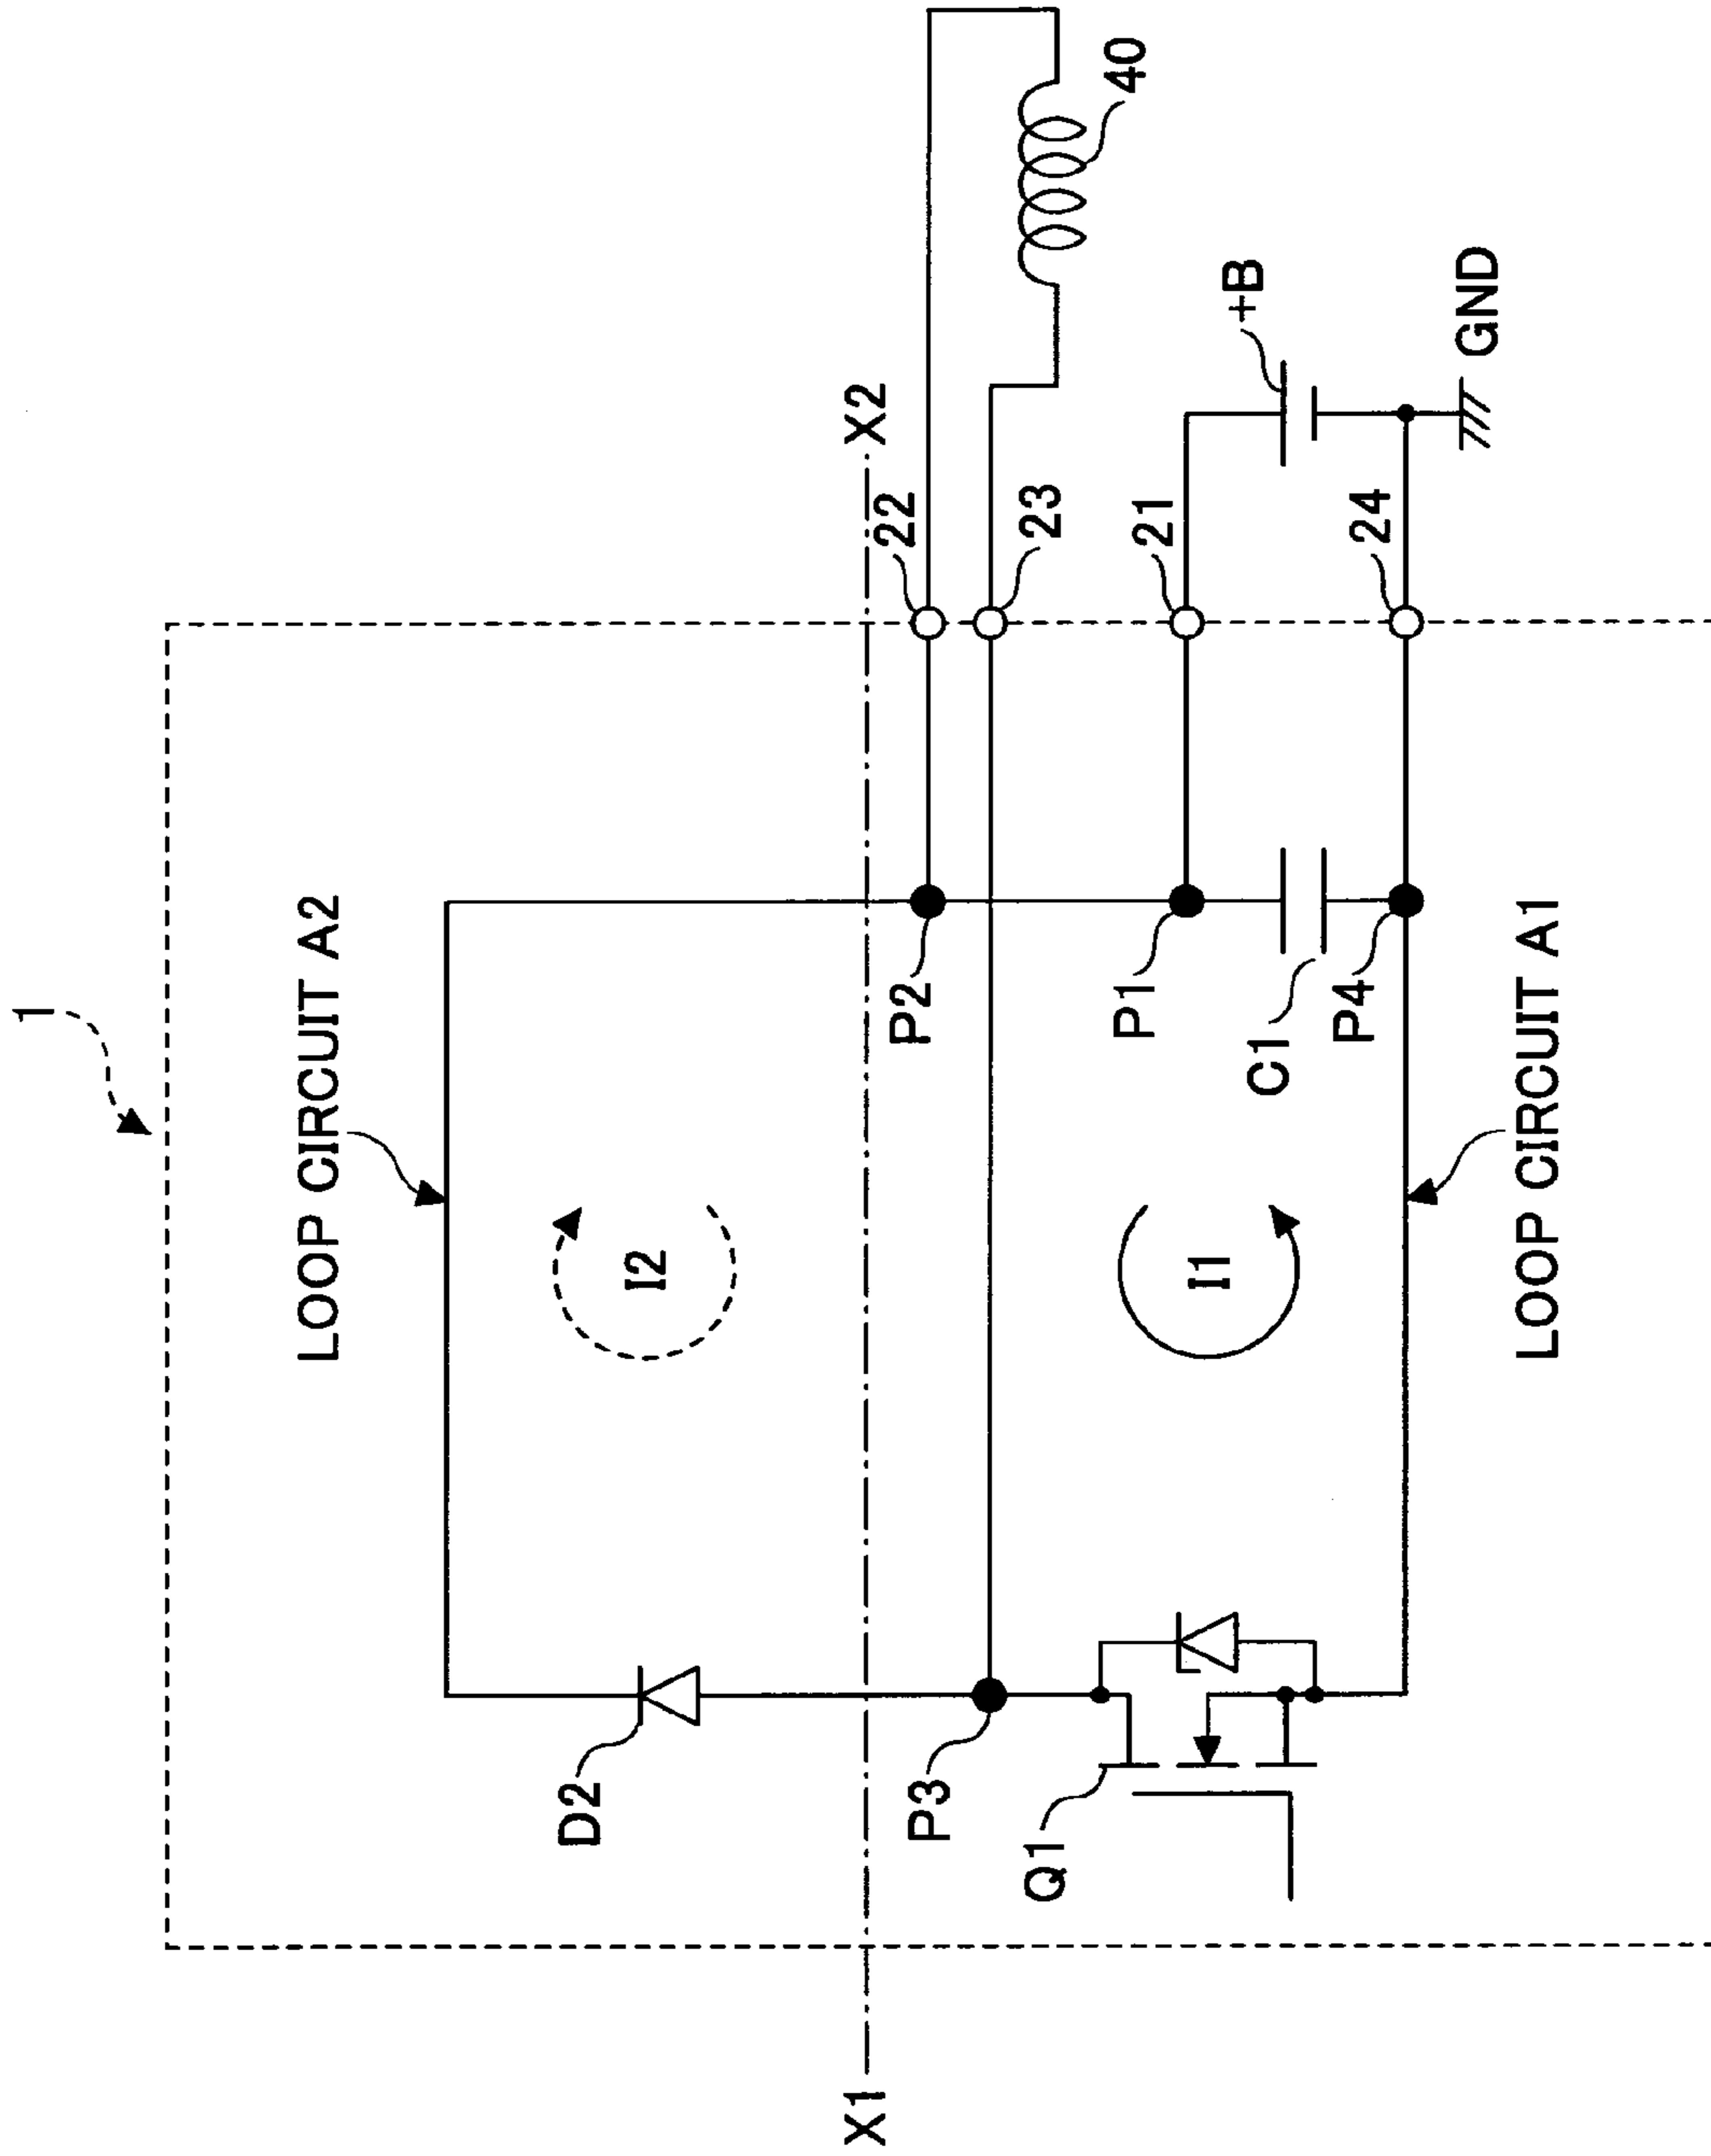 1
LOOP CIRCUIT A2
D2
I2
X1
X2
P3
P2
22
Q1
23
40
P1
21
I1
C1
+B
P4
24
GND
LOOP CIRCUIT A1